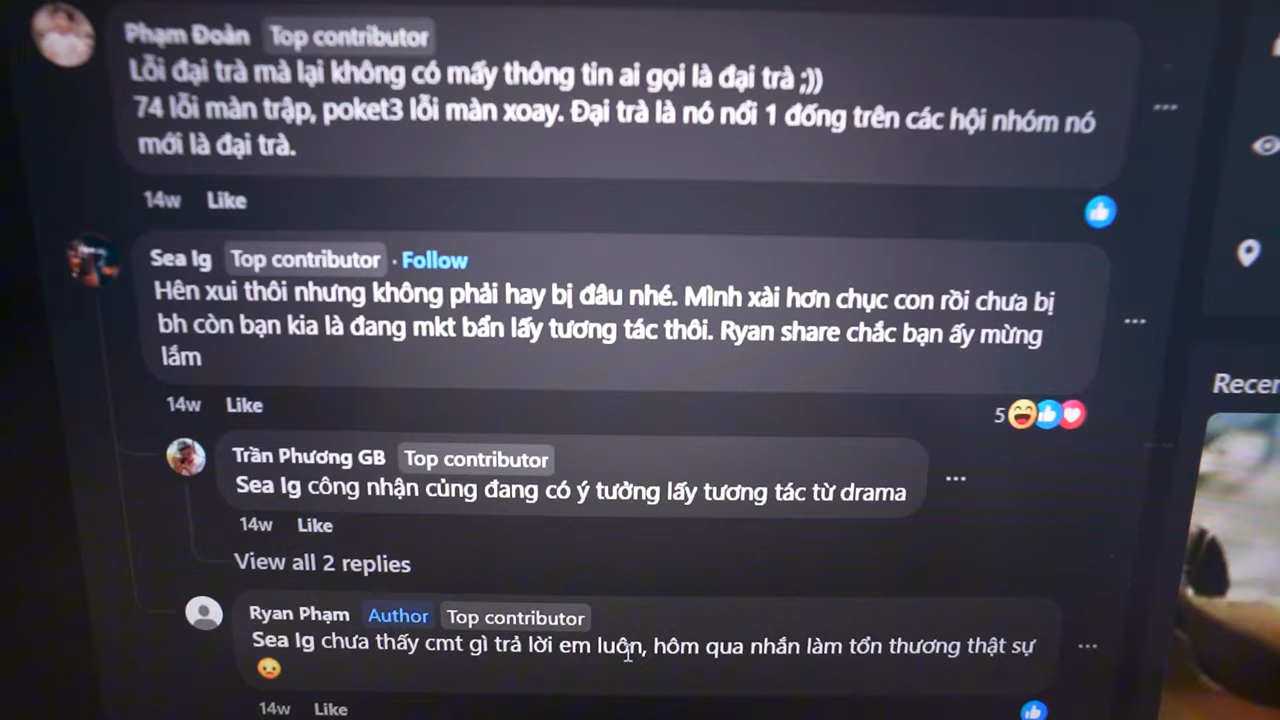 Phạm Đoàn Top contributor
Lỗi đại trà mà lại không có mấy thông tin ai gọi là đại trà ;))
74 lỗi màn trập, poket3 lỗi màn xoay. Đại trà là nó nổi 1 đống trên các hội nhóm nó
mới là đại trà.
14w Like
Sea Ig Top contributor · Follow
Hên xui thôi nhưng không phải hay bị đâu nhé. Mình xài hơn chục con rồi chưa bị
bh còn bạn kia là đang mkt bẩn lấy tương tác thôi. Ryan share chắc bạn ấy mừng
lắm
14w Like
5
Recer
Trần Phương GB Top contributor
Sea Ig công nhận củng đang có ý tưởng lấy tương tác từ drama
14w Like
View all 2 replies
Ryan Phạm Author Top contributor
Sea Ig chưa thấy cmt gì trả lời em luôn, hôm qua nhắn làm tổn thương thật sự
14w Like